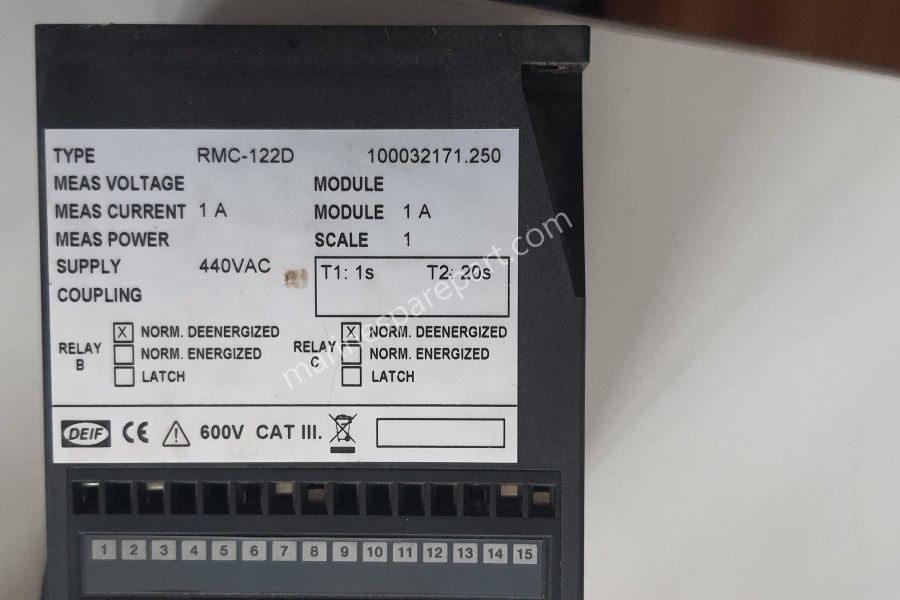 TYPE RMC-122D 100032171.250
MEAS VOLTAGE MODULE
MEAS CURRENT 1 A MODULE 1 A
MEAS POWER SCALE 1
SUPPLY 440VAC T1: 1s T2: 20s
COUPLING
RELAY B X NORM. DEENERGIZED
NORM. ENERGIZED
LATCH
RELAY C X NORM. DEENERGIZED
NORM. ENERGIZED
LATCH
DEIF CE 600V CAT III.
1 2 3 4 5 6 7 8 9 10 11 12 13 14 15
marinesparepart.com